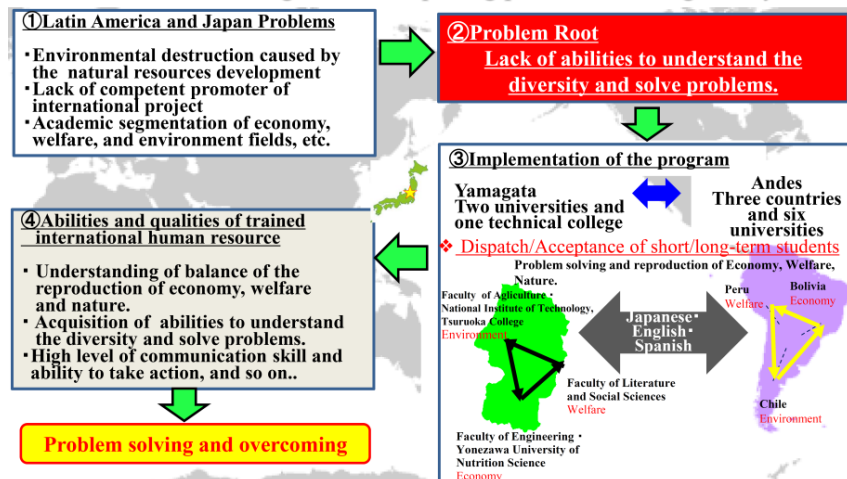 ①Latin America and Japan Problems
・Environmental destruction caused by
the natural resources development
・Lack of competent promoter of
international project
・Academic segmentation of economy,
welfare, and environment fields, etc.
②Problem Root
Lack of abilities to understand the
diversity and solve problems.
③Implementation of the program
Yamagata
Two universities and
one technical college
Andes
Three countries
and six
universities
❖ Dispatch/Acceptance of short/long-term students
Problem solving and reproduction of Economy, Welfare,
Nature.
Faculty of Agliculture・
National Institute of Technology,
Tsuruoka College
Environment
Faculty of Literature
and Social Sciences
Welfare
Faculty of Engineering・
Yonezawa University of
Nutrition Science
Economy
Japanese・
English・
Spanish
Peru
Welfare
Bolivia
Economy
Chile
Environment
④Abilities and qualities of trained
international human resource
・Understanding of balance of the
reproduction of economy, welfare
and nature.
・Acquisition of abilities to understand
the diversity and solve problems.
・High level of communication skill and
ability to take action, and so on..
Problem solving and overcoming